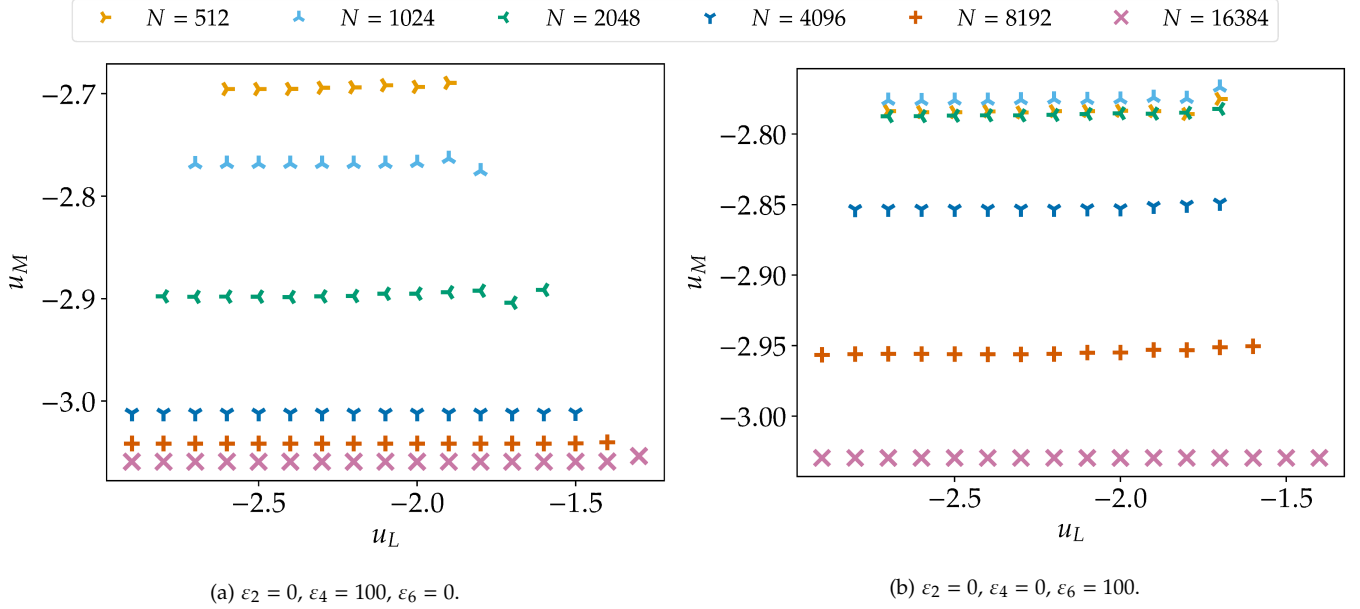 N = 512 N = 1024 N = 2048 N = 4096 N = 8192 N = 16384
−2.7
−2.8
−2.9
−3.0
u_M
−2.5 −2.0 −1.5
u_L
(a) ε₂ = 0, ε₄ = 100, ε₆ = 0.
−2.80
−2.85
−2.90
−2.95
−3.00
u_M
−2.5 −2.0 −1.5
u_L
(b) ε₂ = 0, ε₄ = 0, ε₆ = 100.